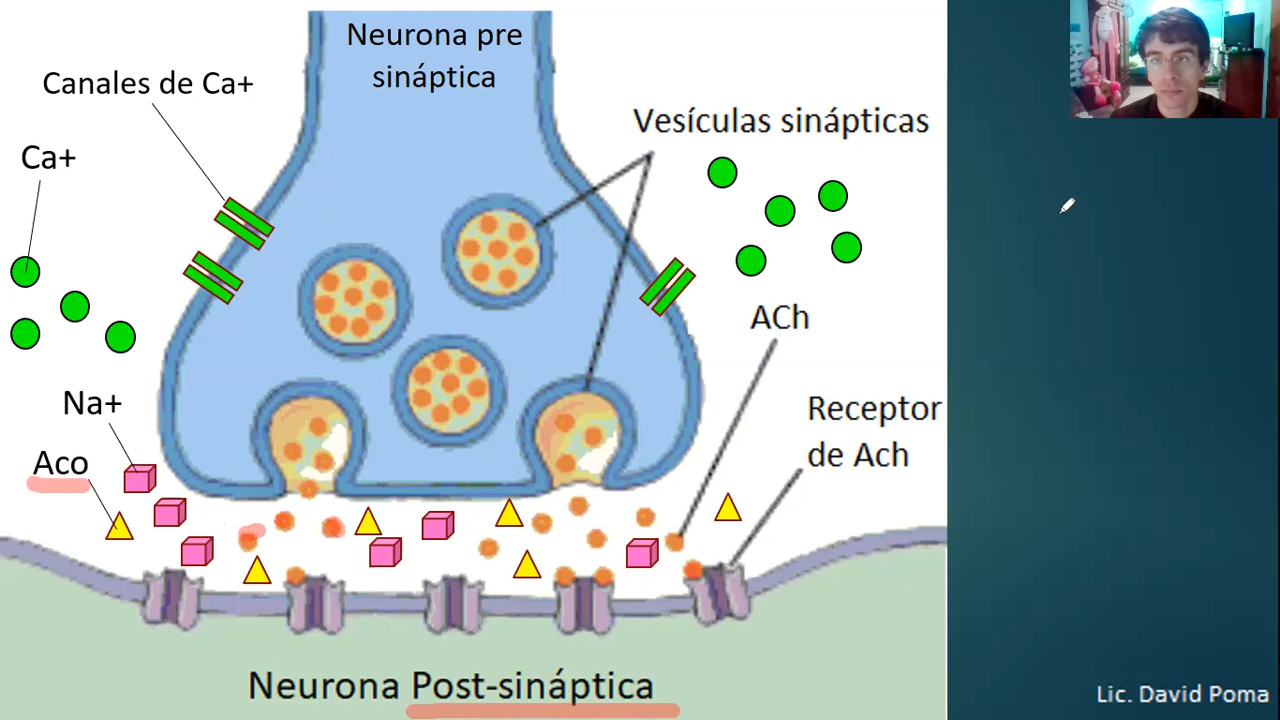 Neurona pre
sináptica
Canales de Ca+
Vesículas sinápticas
Ca+
ACh
Na+
Receptor
de Ach
Aco
Neurona Post-sináptica
Lic. David Poma